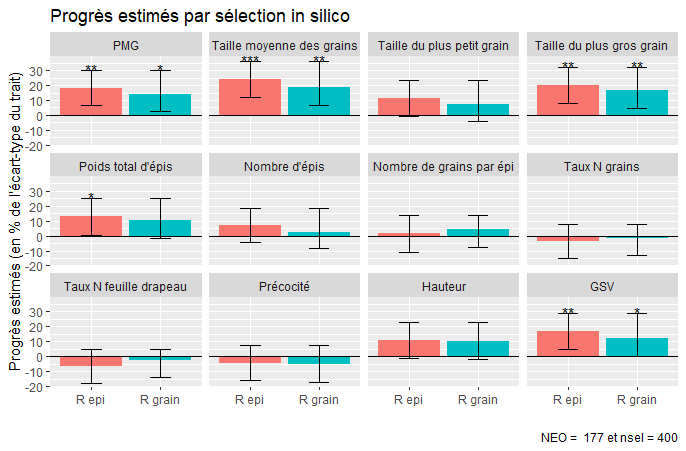 Progrès estimés par sélection in silico
PMG
Taille moyenne des grains
Taille du plus petit grain
Taille du plus gros grain
** * *** ** ** **
30
20
10
0
-10
-20
Poids total d'épis
Nombre d'épis
Nombre de grains par épi
Taux N grains
*
30
20
10
0
-10
-20
Taux N feuille drapeau
Précocité
Hauteur
GSV
** *
30
20
10
0
-10
-20
R epi R grain R epi R grain R epi R grain R epi R grain
Progrès estimés (en % de l'écart-type du trait)
NEO = 177 et nsel = 400